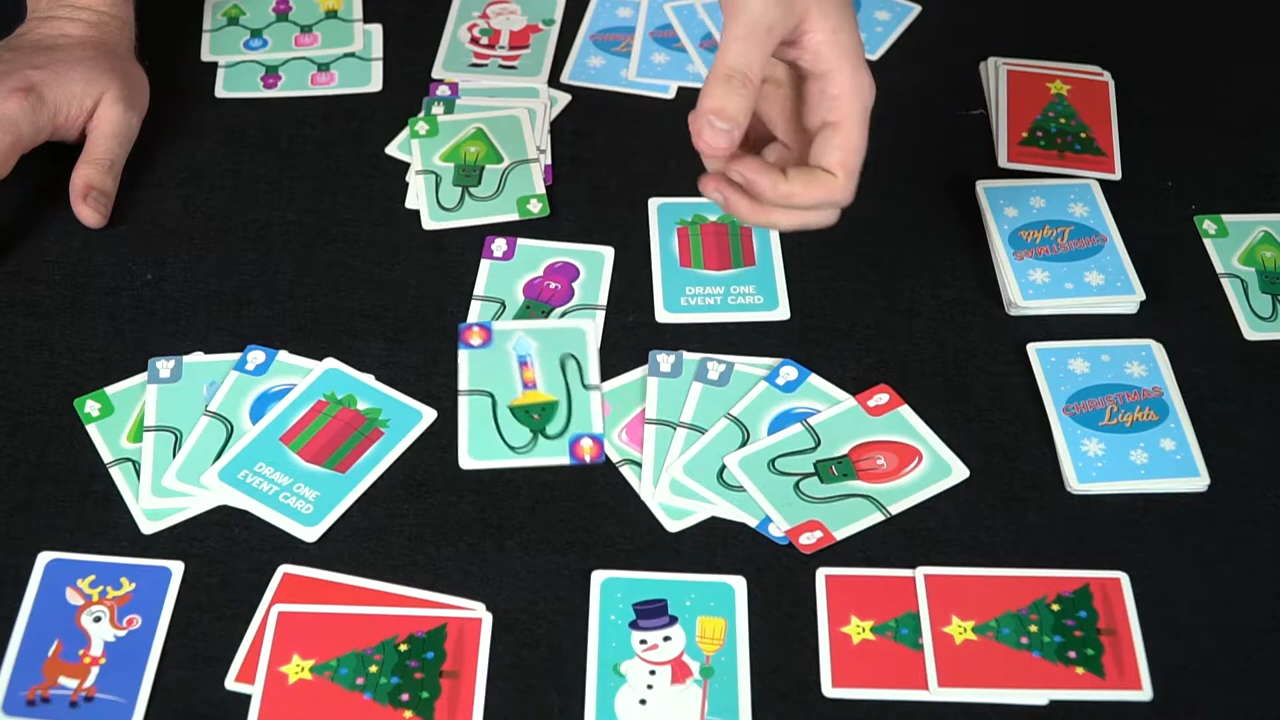 DRAW ONE
EVENT CARD
CHRISTMAS
Lights
CHRISTMAS
Lights
DRAW ONE
EVENT CARD